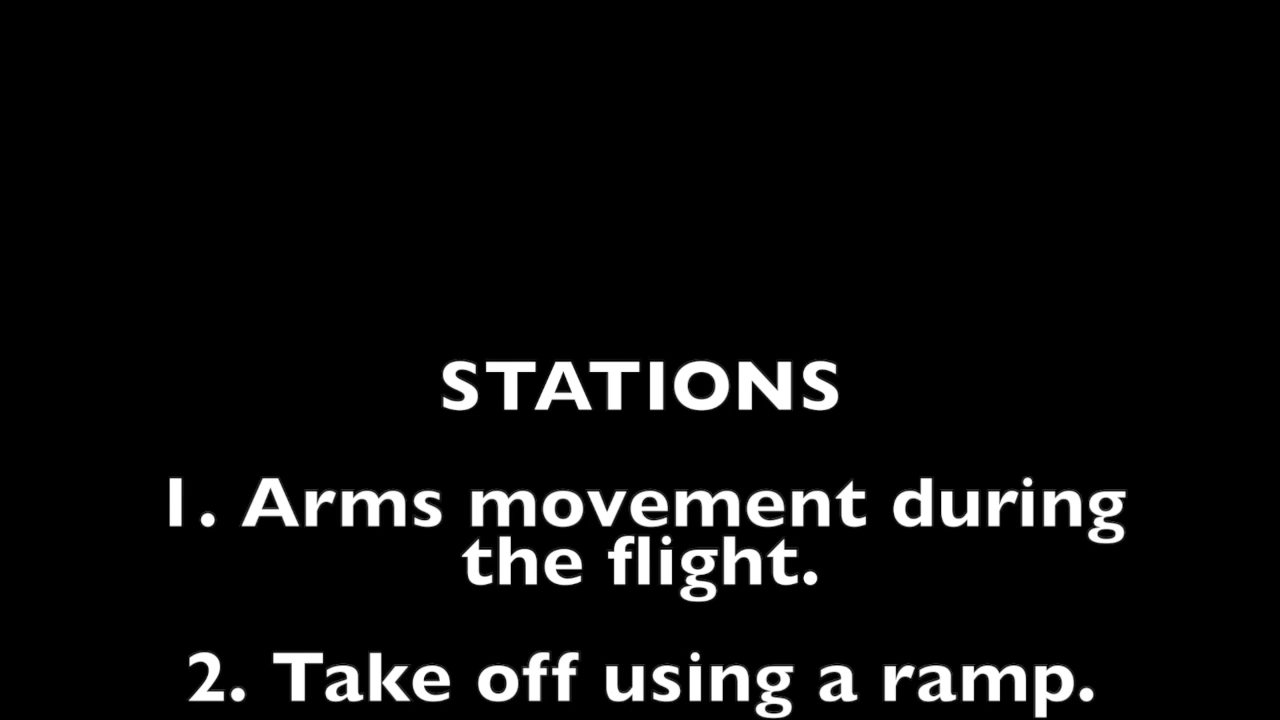 STATIONS
1. Arms movement during
the flight.
2. Take off using a ramp.